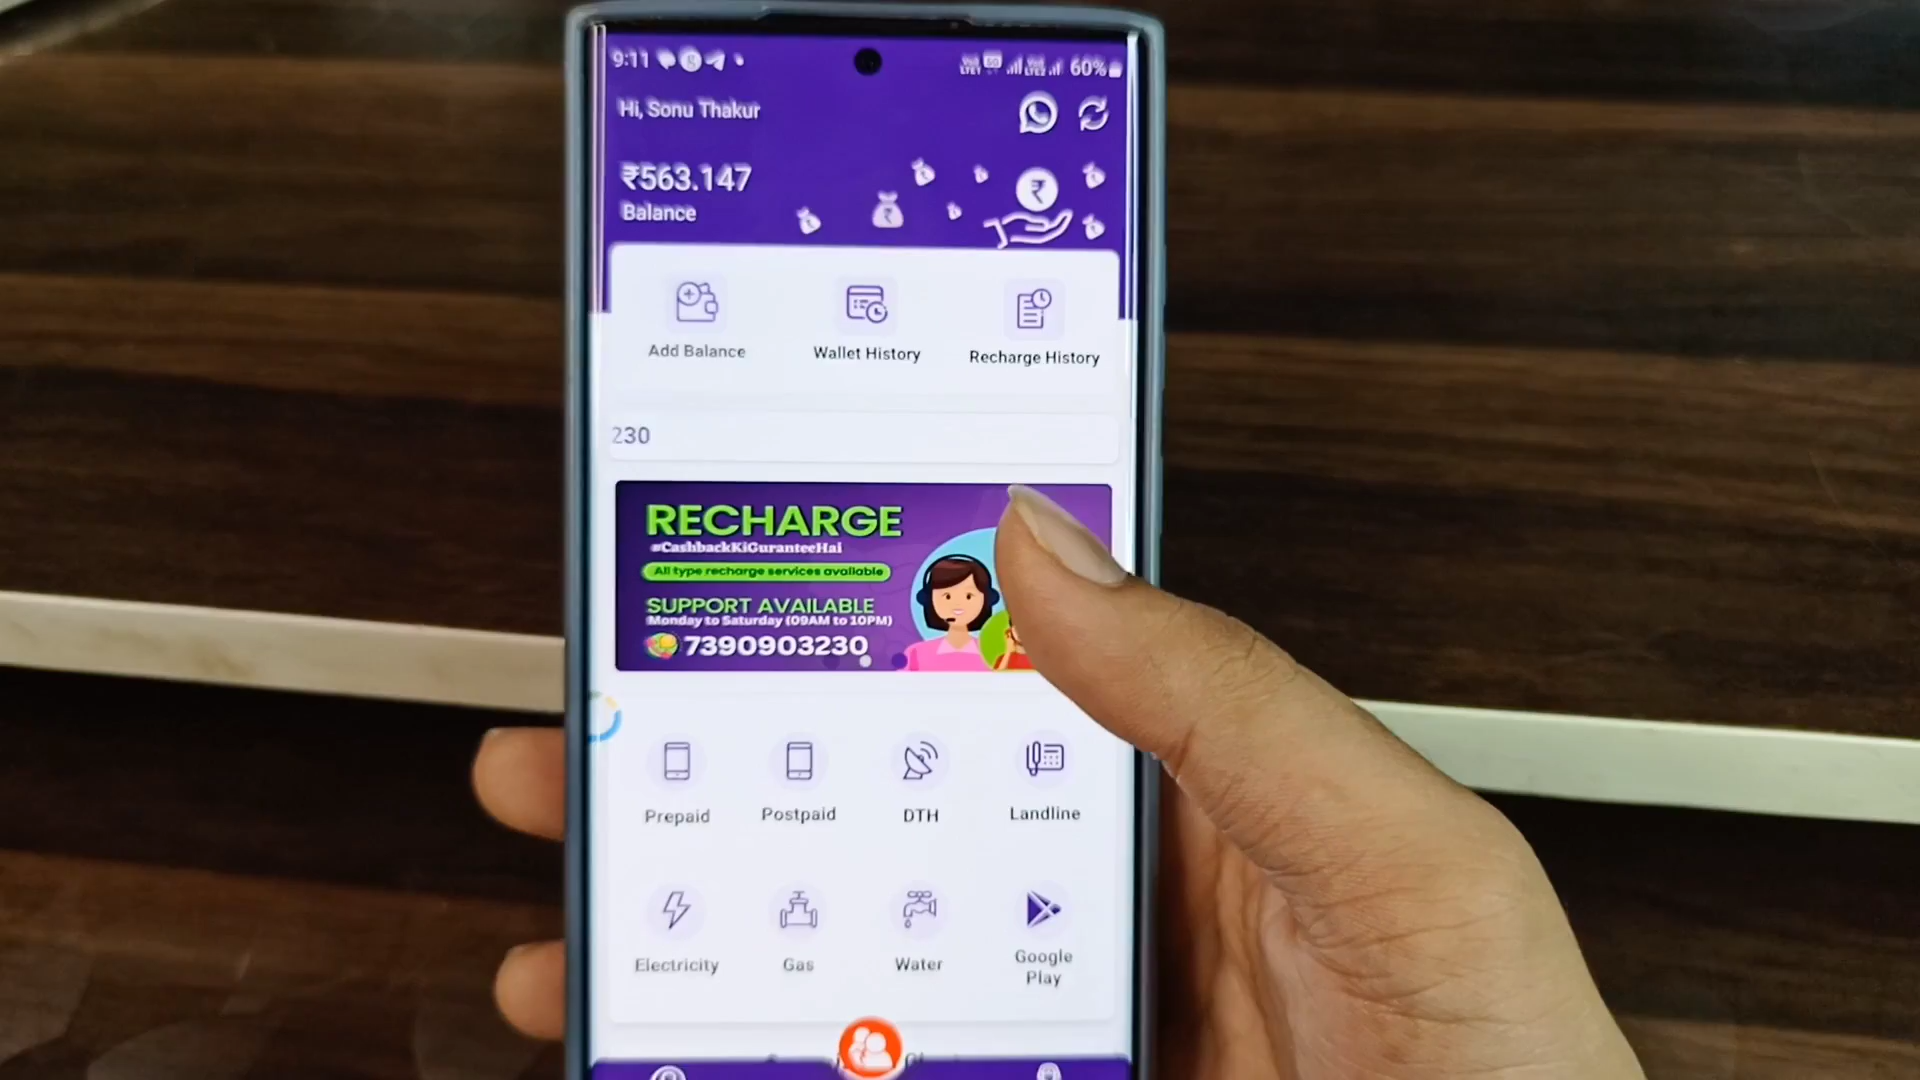 9:11
60%
Hi, Sonu Thakur
₹563.147
Balance
Add Balance
Wallet History
Recharge History
230
RECHARGE
#CashbackKiGuranteeHai
All type recharge services available
SUPPORT AVAILABLE
Monday to Saturday (09AM to 10PM)
7390903230
Prepaid
Postpaid
DTH
Landline
Electricity
Gas
Water
Google
Play